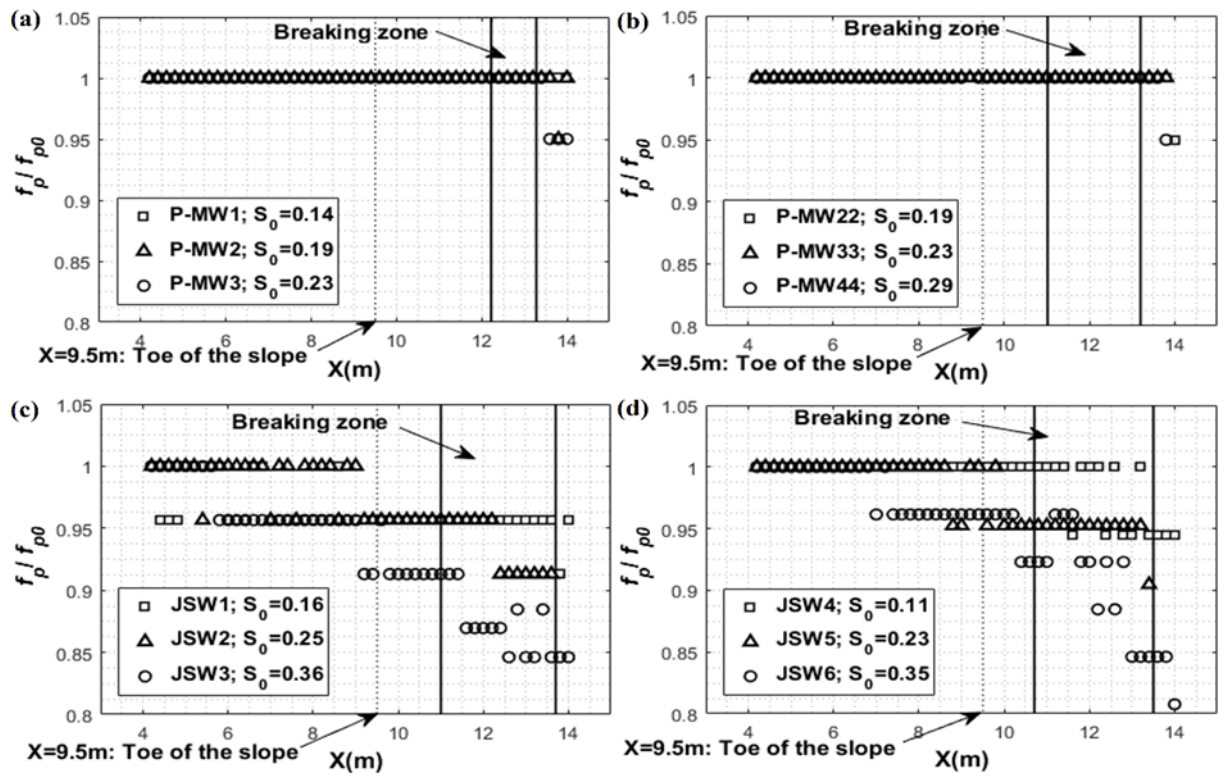 (a)
1.05
1
0.95
0.9
0.85
0.8
f_p / f_p0
Breaking zone
P-MW1; S_0=0.14
P-MW2; S_0=0.19
P-MW3; S_0=0.23
4 6 8 10 12 14
X=9.5m: Toe of the slope
X(m)
(b)
1.05
1
0.95
0.9
0.85
0.8
f_p / f_p0
Breaking zone
P-MW22; S_0=0.19
P-MW33; S_0=0.23
P-MW44; S_0=0.29
4 6 8 10 12 14
X=9.5m: Toe of the slope
X(m)
(c)
1.05
1
0.95
0.9
0.85
0.8
f_p / f_p0
Breaking zone
JSW1; S_0=0.16
JSW2; S_0=0.25
JSW3; S_0=0.36
4 6 8 10 12 14
X=9.5m: Toe of the slope
X(m)
(d)
1.05
1
0.95
0.9
0.85
0.8
f_p / f_p0
Breaking zone
JSW4; S_0=0.11
JSW5; S_0=0.23
JSW6; S_0=0.35
4 6 8 10 12 14
X=9.5m: Toe of the slope
X(m)